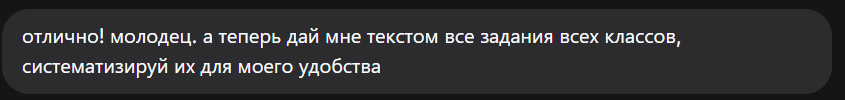 отлично! молодец. а теперь дай мне текстом все задания всех классов,
систематизируй их для моего удобства